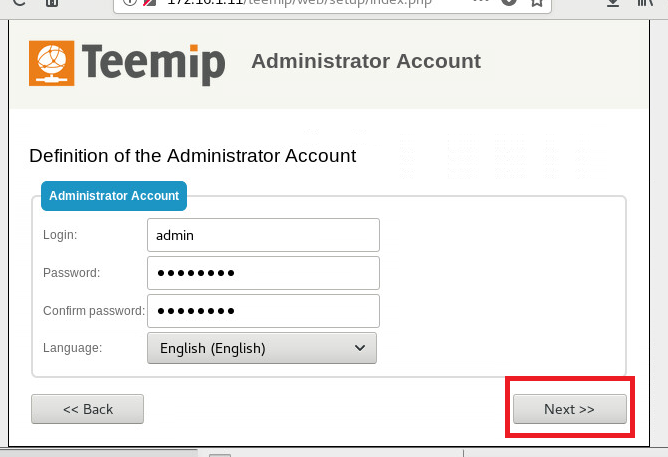 172.16.1.11/teemip/web/setup/index.php
Teemip Administrator Account
Definition of the Administrator Account
Administrator Account
Login: admin
Password: ••••••••
Confirm password: ••••••••
Language: English (English)
<< Back Next >>